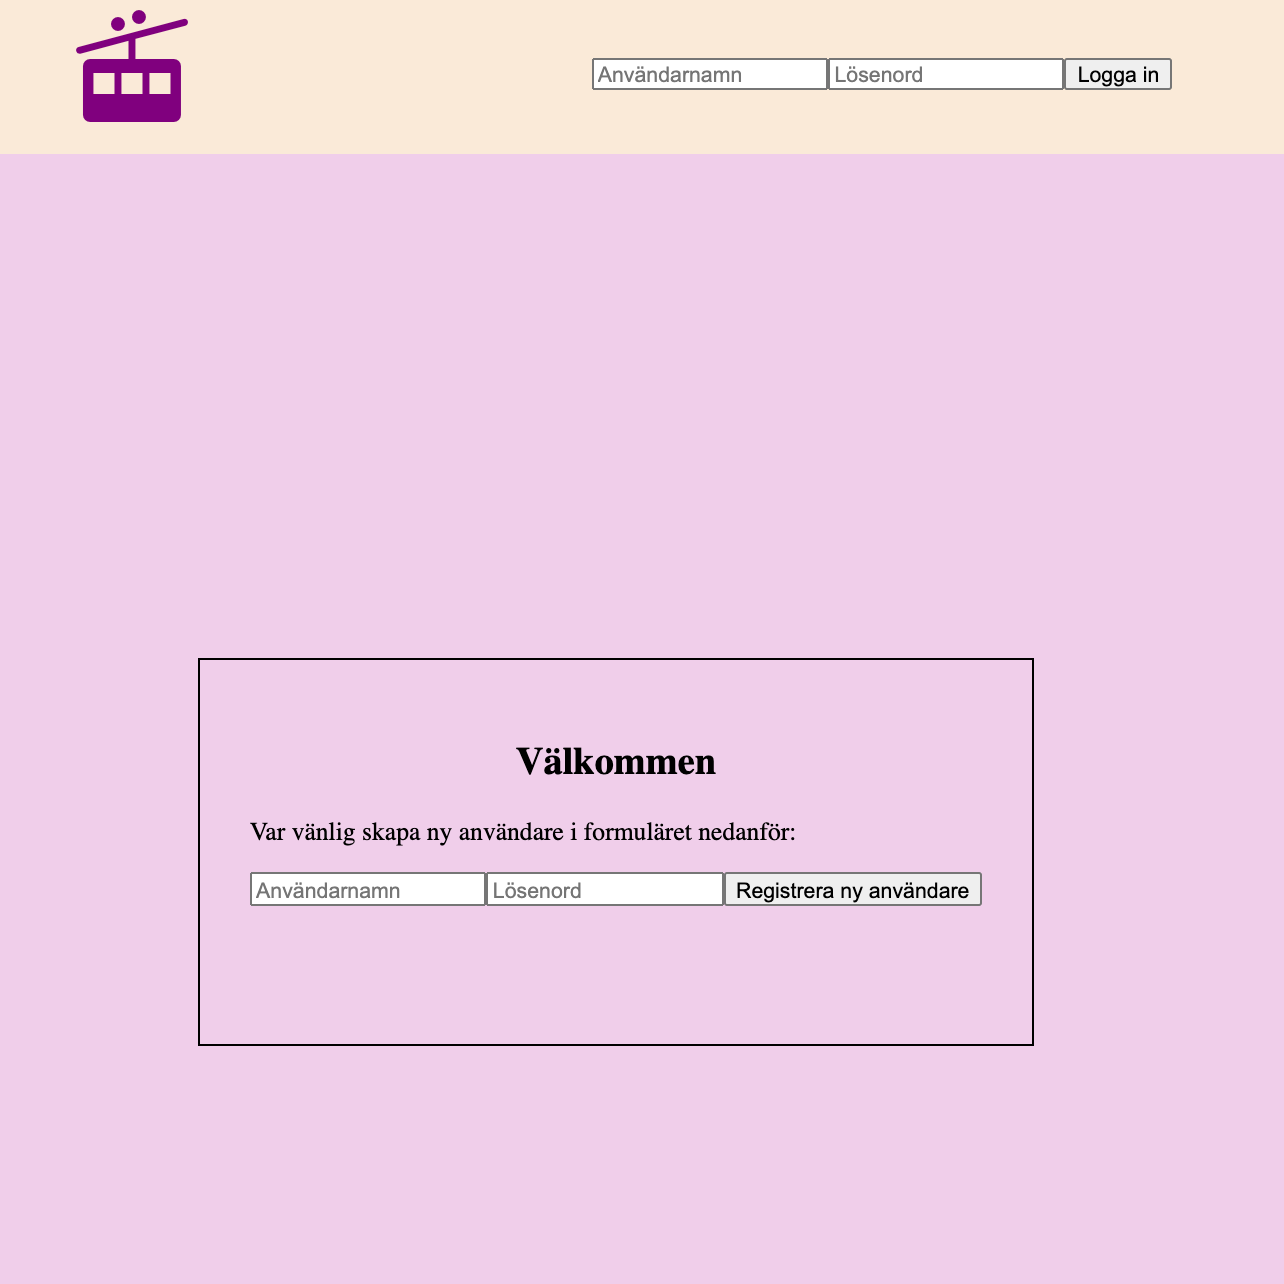 Användarnamn Lösenord Logga in
Välkommen
Var vänlig skapa ny användare i formuläret nedanför:
Användarnamn Lösenord Registrera ny användare